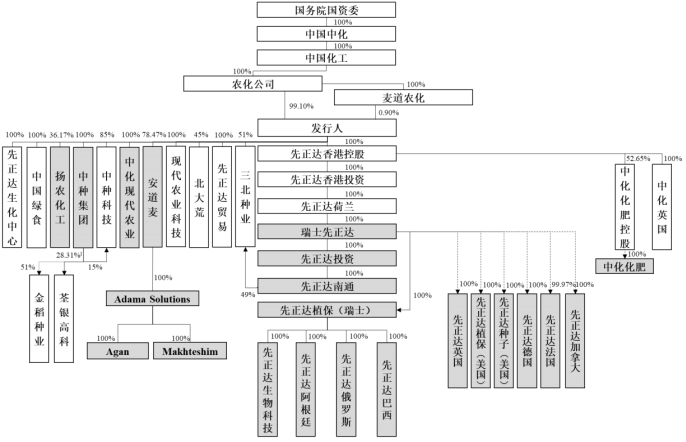 国务院国资委
100%
中国中化
100%
中国化工
100%
农化公司
100%
麦道农化
99.10%
0.90%
发行人
100%
100%
36.17%
100%
85%
100%
78.47%
100%
45%
100%
51%
100%
先正达生化中心
中国绿食
扬农化工
中种集团
中种科技
中化现代农业
安道麦
现代农业科技
北大荒
先正达贸易
三北种业
先正达香港控股
52.65%
100%
中化化肥控股
中化英国
100%
先正达香港投资
100%
先正达荷兰
100%
瑞士先正达
100%
先正达投资
100%
中化化肥
28.31%²
51%
15%
金稻种业
荃银高科
100%
Adama Solutions
100%
100%
Agan
Makhteshim
先正达南通
49%
100%
100%
先正达植保（瑞士）
100%
100%
100%
100%
先正达生物科技
先正达阿根廷
先正达俄罗斯
先正达巴西
100%
100%
100%
100%
99.97%
100%
先正达英国
先正达植保（美国）
先正达种子（美国）
先正达德国
先正达法国
先正达加拿大